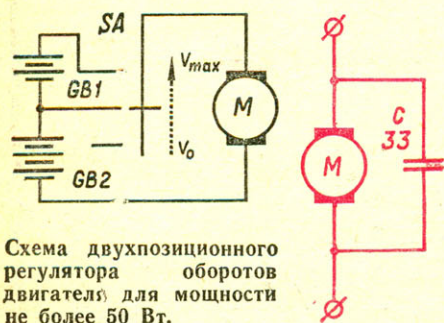 SA
Vmax
GB1
M
V0
GB2
C
33
M
Схема двухпозиционного
регулятора оборотов
двигателя для мощности
не более 50 Вт.